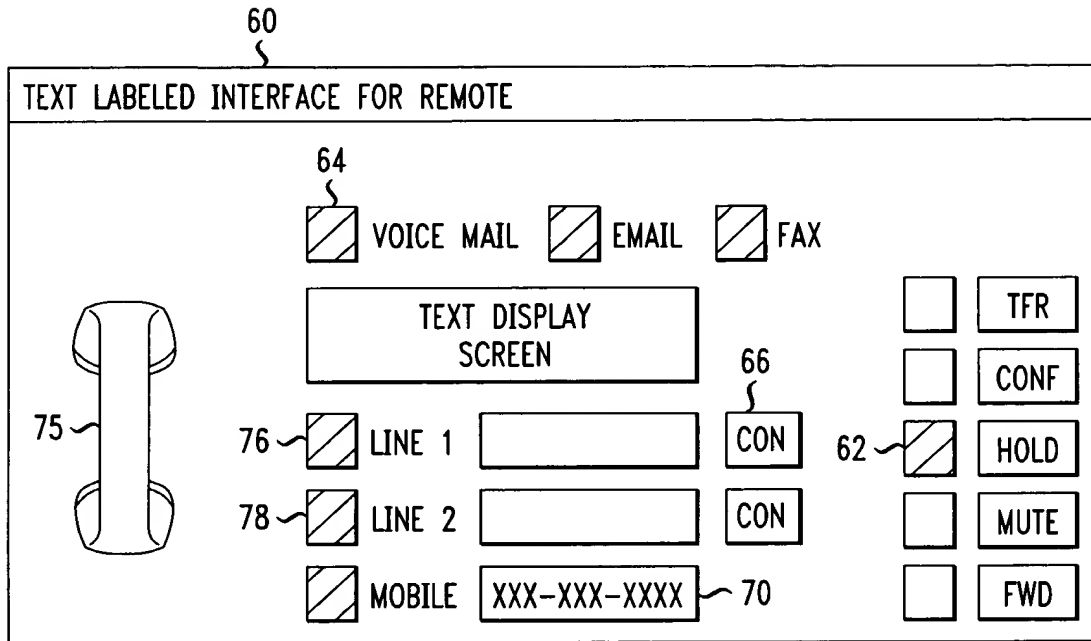 60
TEXT LABELED INTERFACE FOR REMOTE
64
VOICE MAIL EMAIL FAX
TEXT DISPLAY
SCREEN
TFR
66
CONF
75
76 LINE 1 CON
62 HOLD
78 LINE 2 CON
MUTE
MOBILE XXX-XXX-XXXX 70
FWD